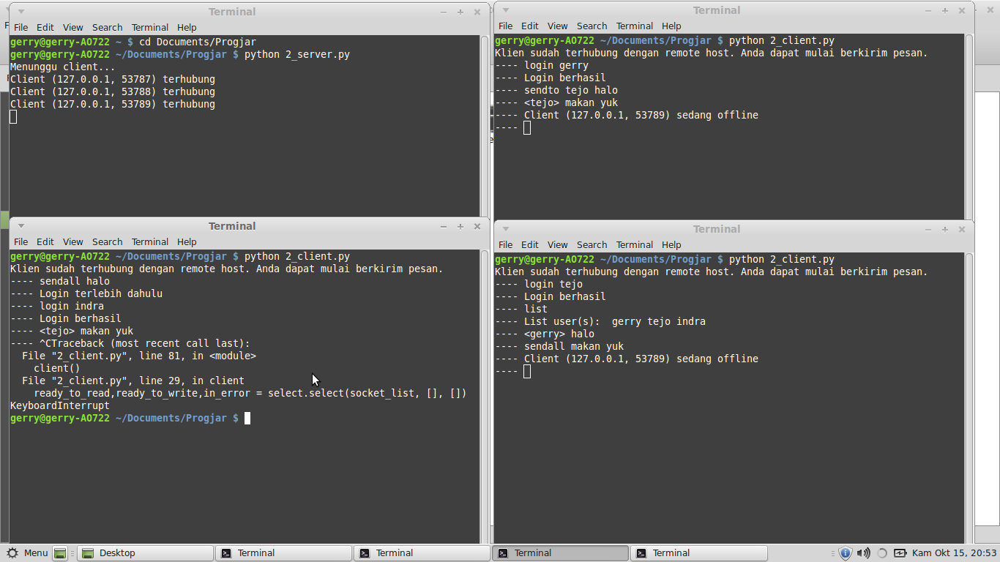 Terminal
File Edit View Search Terminal Help
gerry@gerry-AO722 ~ $ cd Documents/Progjar
gerry@gerry-AO722 ~/Documents/Progjar $ python 2_server.py
Menunggu client...
Client (127.0.0.1, 53787) terhubung
Client (127.0.0.1, 53788) terhubung
Client (127.0.0.1, 53789) terhubung
Terminal
File Edit View Search Terminal Help
gerry@gerry-AO722 ~/Documents/Progjar $ python 2_client.py
Klien sudah terhubung dengan remote host. Anda dapat mulai berkirim pesan.
---- login gerry
---- Login berhasil
---- sendto tejo halo
---- <tejo> makan yuk
---- Client (127.0.0.1, 53789) sedang offline
----
Terminal
File Edit View Search Terminal Help
gerry@gerry-AO722 ~/Documents/Progjar $ python 2_client.py
Klien sudah terhubung dengan remote host. Anda dapat mulai berkirim pesan.
---- sendall halo
---- Login terlebih dahulu
---- login indra
---- Login berhasil
---- <tejo> makan yuk
---- ^CTraceback (most recent call last):
  File "2_client.py", line 81, in <module>
    client()
  File "2_client.py", line 29, in client
    ready_to_read,ready_to_write,in_error = select.select(socket_list, [], [])
KeyboardInterrupt
gerry@gerry-AO722 ~/Documents/Progjar $
Terminal
File Edit View Search Terminal Help
gerry@gerry-AO722 ~/Documents/Progjar $ python 2_client.py
Klien sudah terhubung dengan remote host. Anda dapat mulai berkirim pesan.
---- login tejo
---- Login berhasil
---- list
---- List user(s):  gerry tejo indra
---- <gerry> halo
---- sendall makan yuk
---- Client (127.0.0.1, 53789) sedang offline
----
Menu Desktop Terminal Terminal Terminal Terminal Kam Okt 15, 20:53